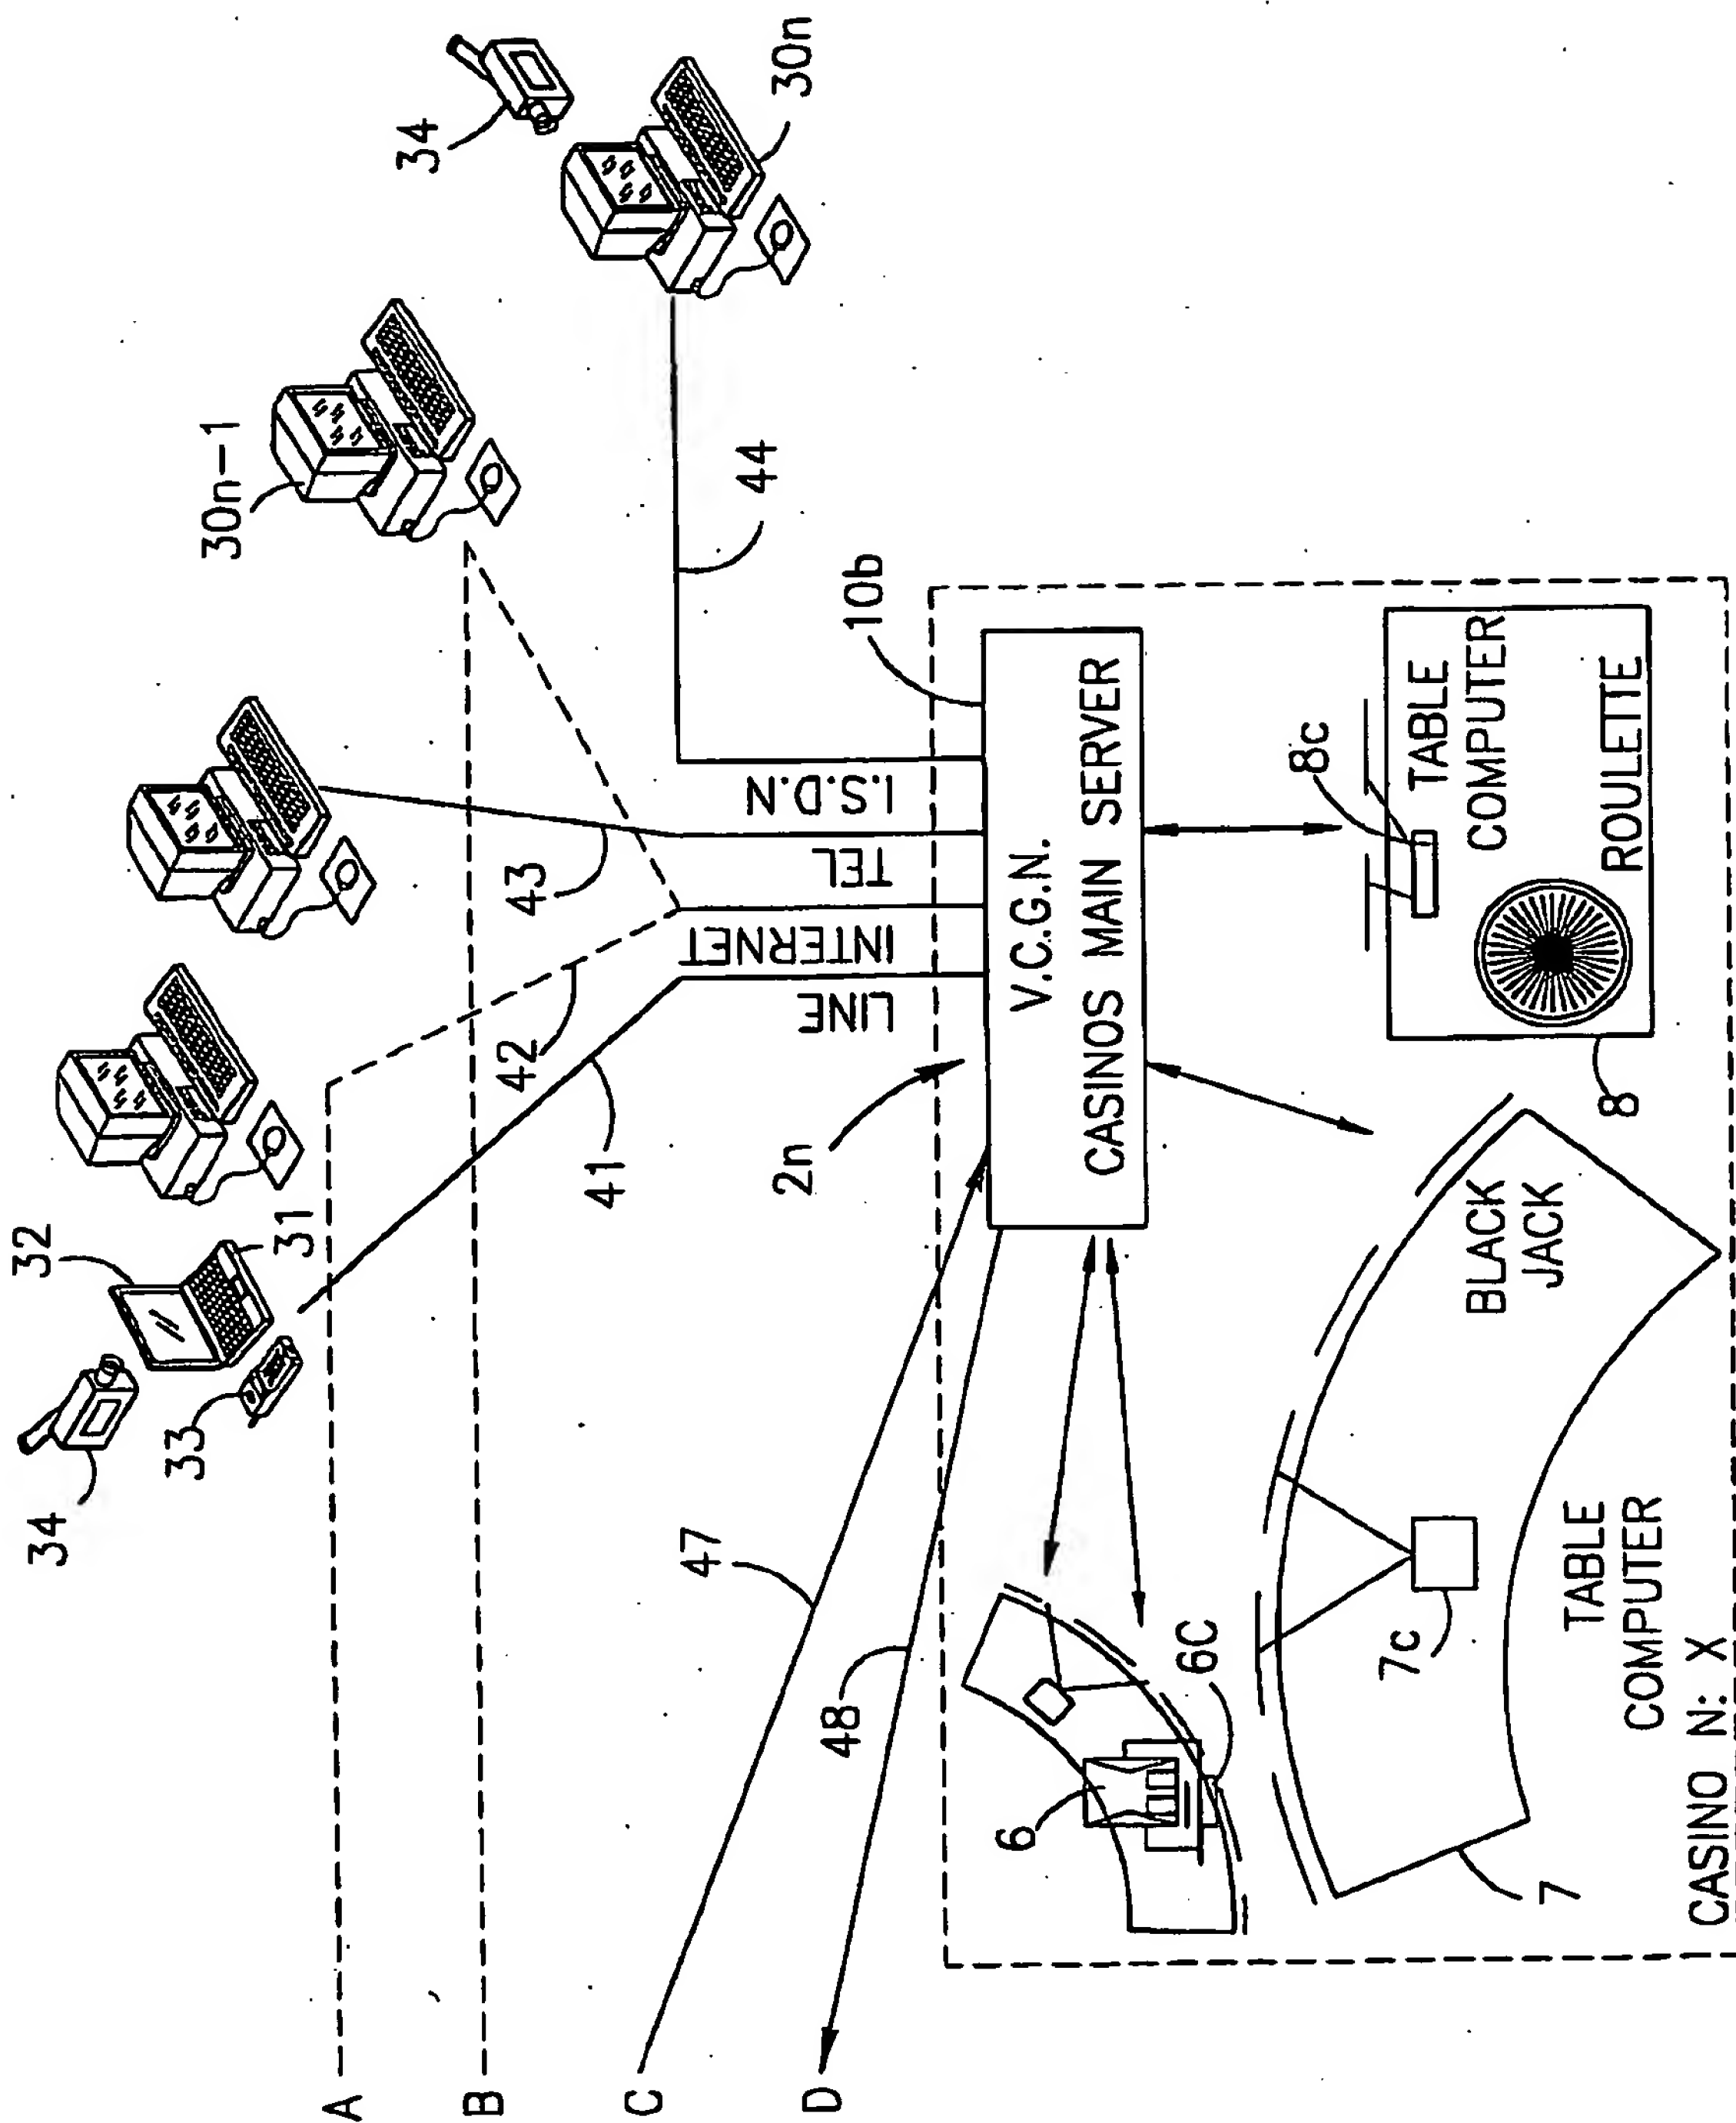 A
B
C
D
34
33
32
31
30n-1
34
30n
41
42
43
44
47
48
2n
10b
LINE
INTERNET
TEL
I.S.D.N
V.C.G.N.
CASINOS MAIN SERVER
6
6C
7
7c
BLACK
JACK
TABLE
COMPUTER
8
8c
TABLE
COMPUTER
ROULETTE
CASINO N: X